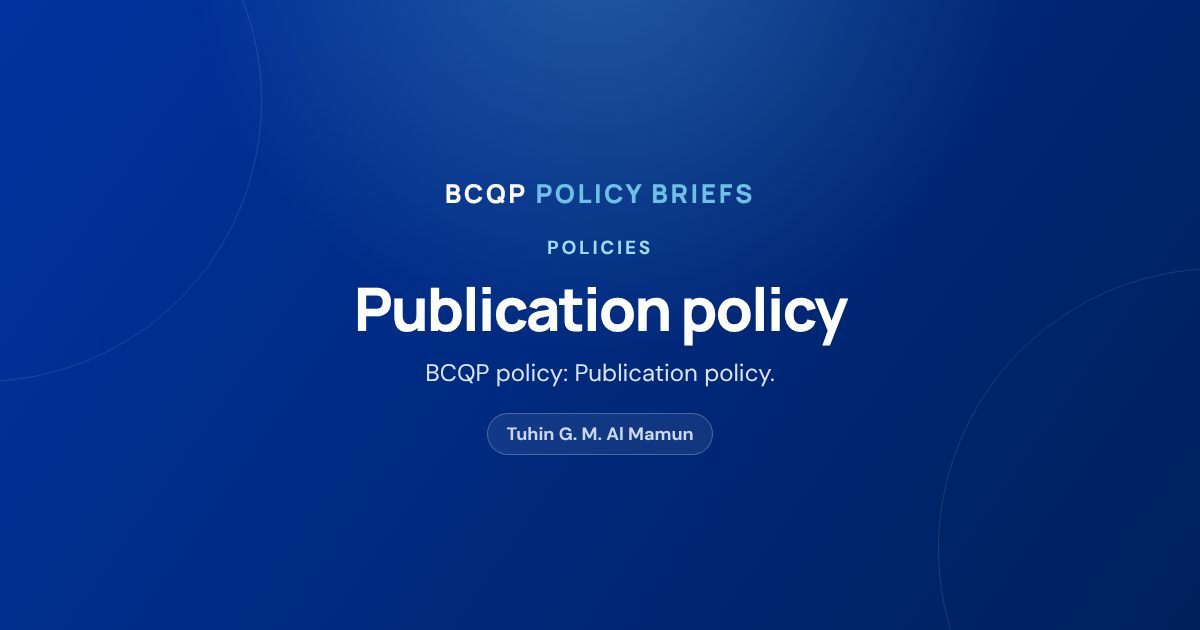 BCQP POLICY BRIEFS
POLICIES
Publication policy
BCQP policy: Publication policy.
Tuhin G. M. Al Mamun